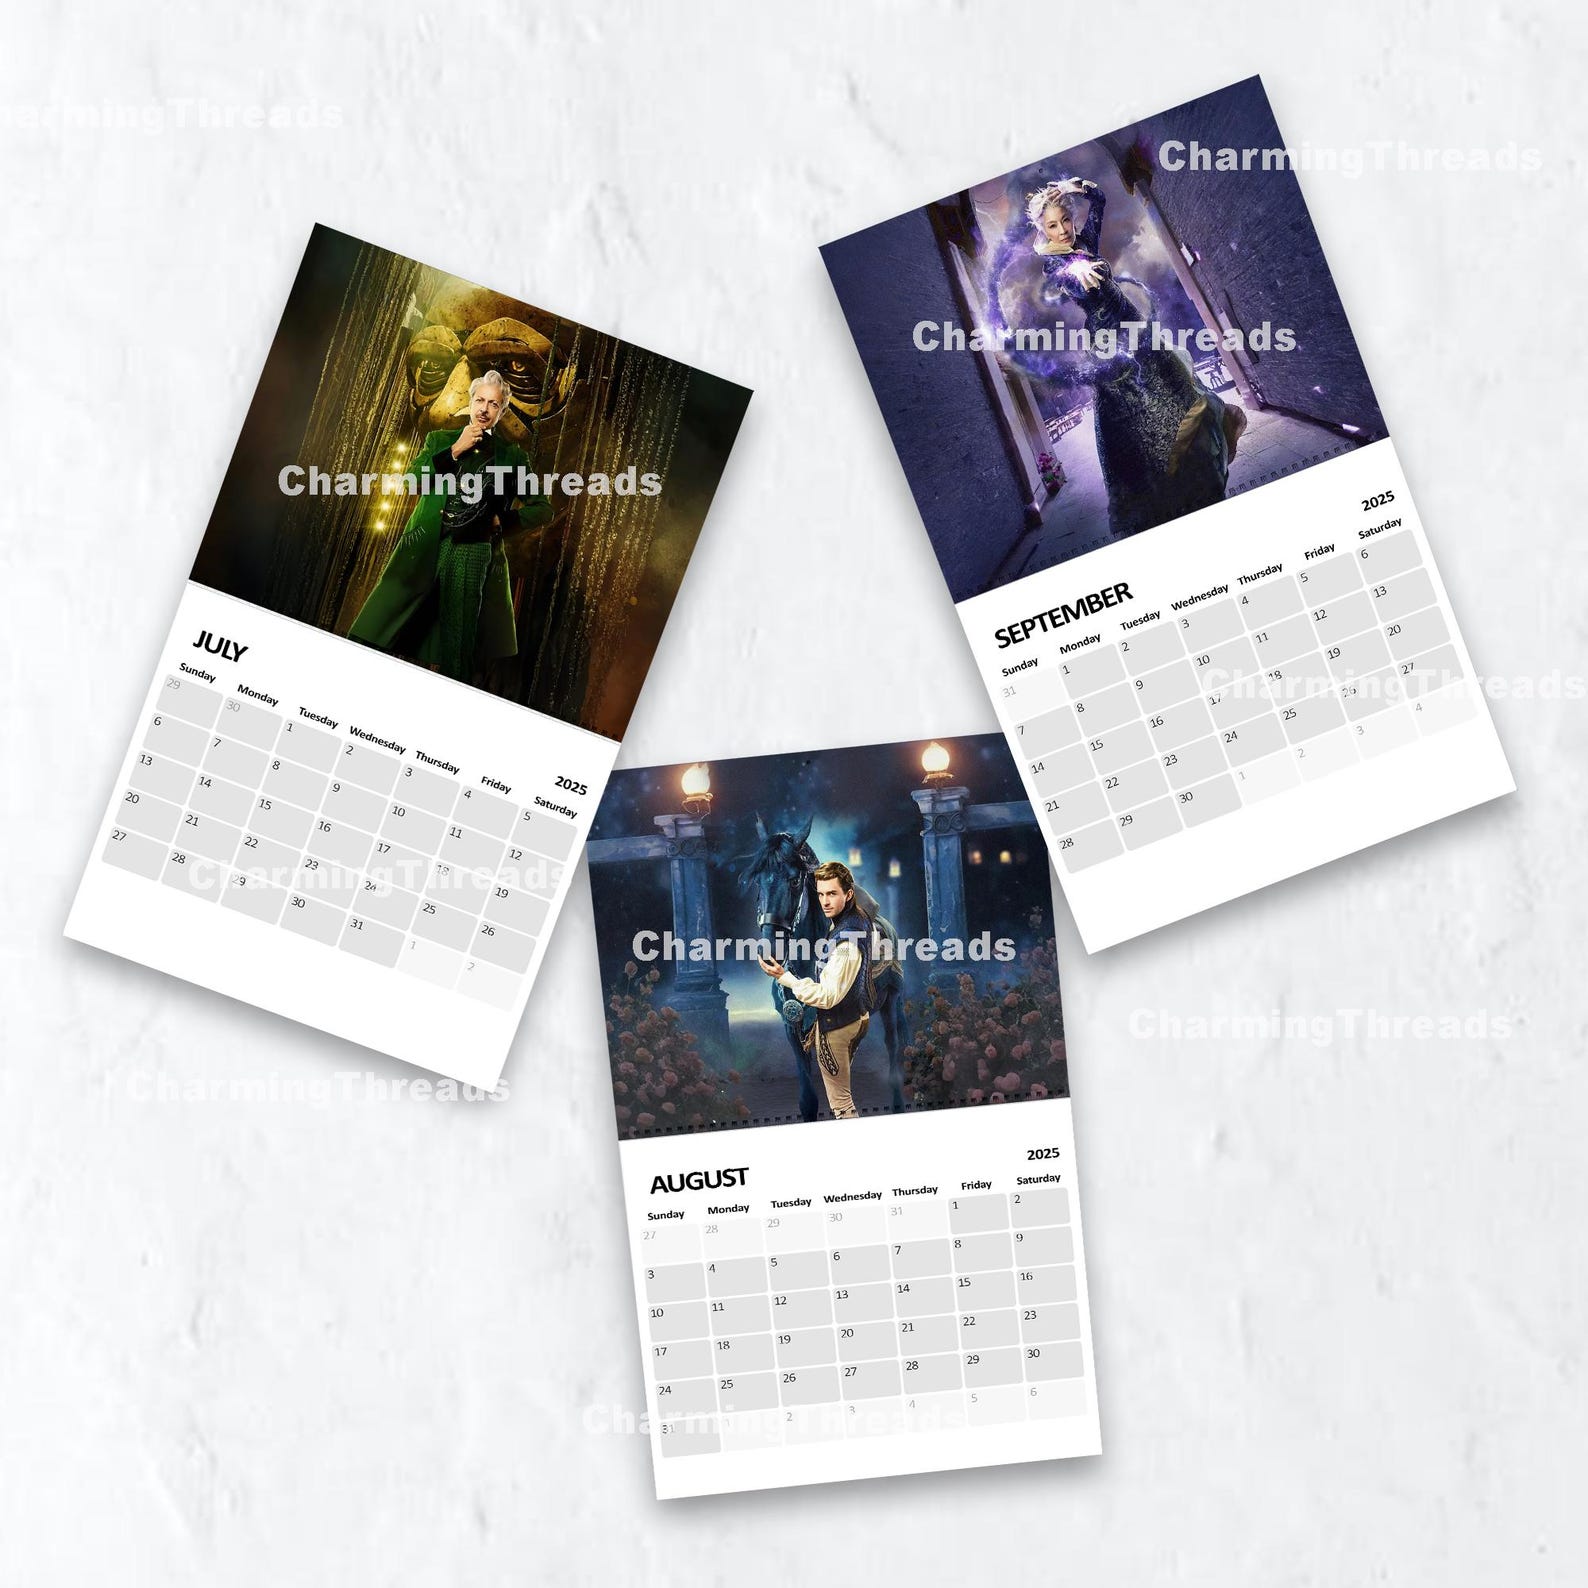 CharmingThreads
CharmingThreads
CharmingThreads
CharmingThreads
JULY
2025
Sunday Monday Tuesday Wednesday Thursday Friday Saturday
29 30 1 2 3 4 5
6 7 8 9 10 11 12
13 14 15 16 17 18 19
20 21 22 23 24 25 26
27 28 29 30 31 1 2
CharmingThreads
CharmingThreads
SEPTEMBER
2025
Sunday Monday Tuesday Wednesday Thursday Friday Saturday
31 1 2 3 4 5 6
7 8 9 10 11 12 13
14 15 16 17 18 19 20
21 22 23 24 25 26 27
28 29 30 1 2 3 4
CharmingThreads
CharmingThreads
CharmingThreads
AUGUST
2025
Sunday Monday Tuesday Wednesday Thursday Friday Saturday
27 28 29 30 31 1 2
3 4 5 6 7 8 9
10 11 12 13 14 15 16
17 18 19 20 21 22 23
24 25 26 27 28 29 30
31 1 2 3 4 5 6
CharmingThreads